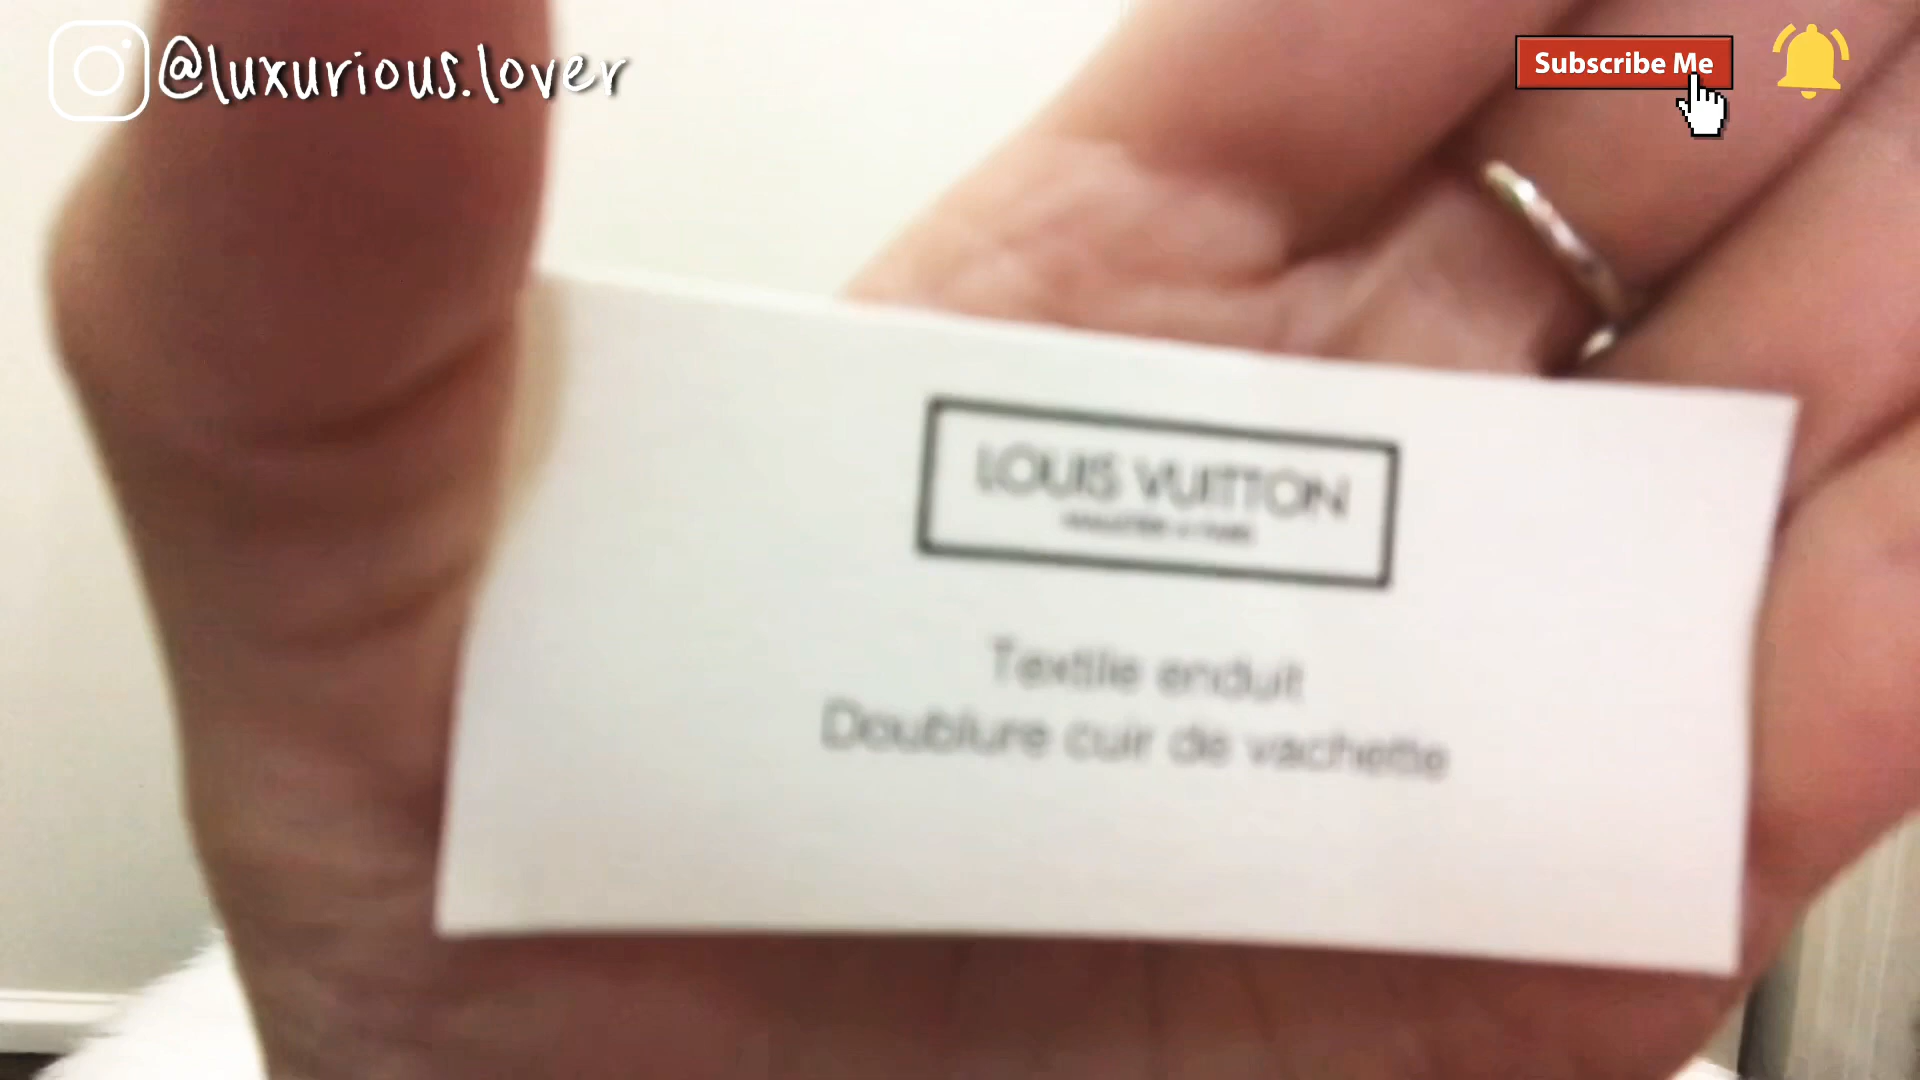 @luxurious.lover
Subscribe Me
LOUIS VUITTON
Textile enduit
Doublure cuir de vachette